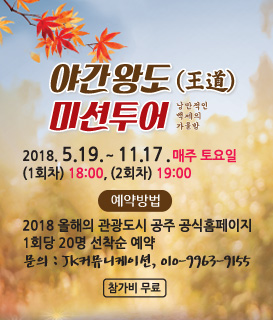 야간왕도(王道)
미션투어
낭만적인
백제의
가을밤
2018. 5.19.~ 11.17. 매주 토요일
(1회차) 18:00, (2회차) 19:00
예약방법
2018 올해의 관광도시 공주 공식홈페이지
1회당 20명 선착순 예약
문의 : JK커뮤니케이션, 010-9963-9155
참가비 무료